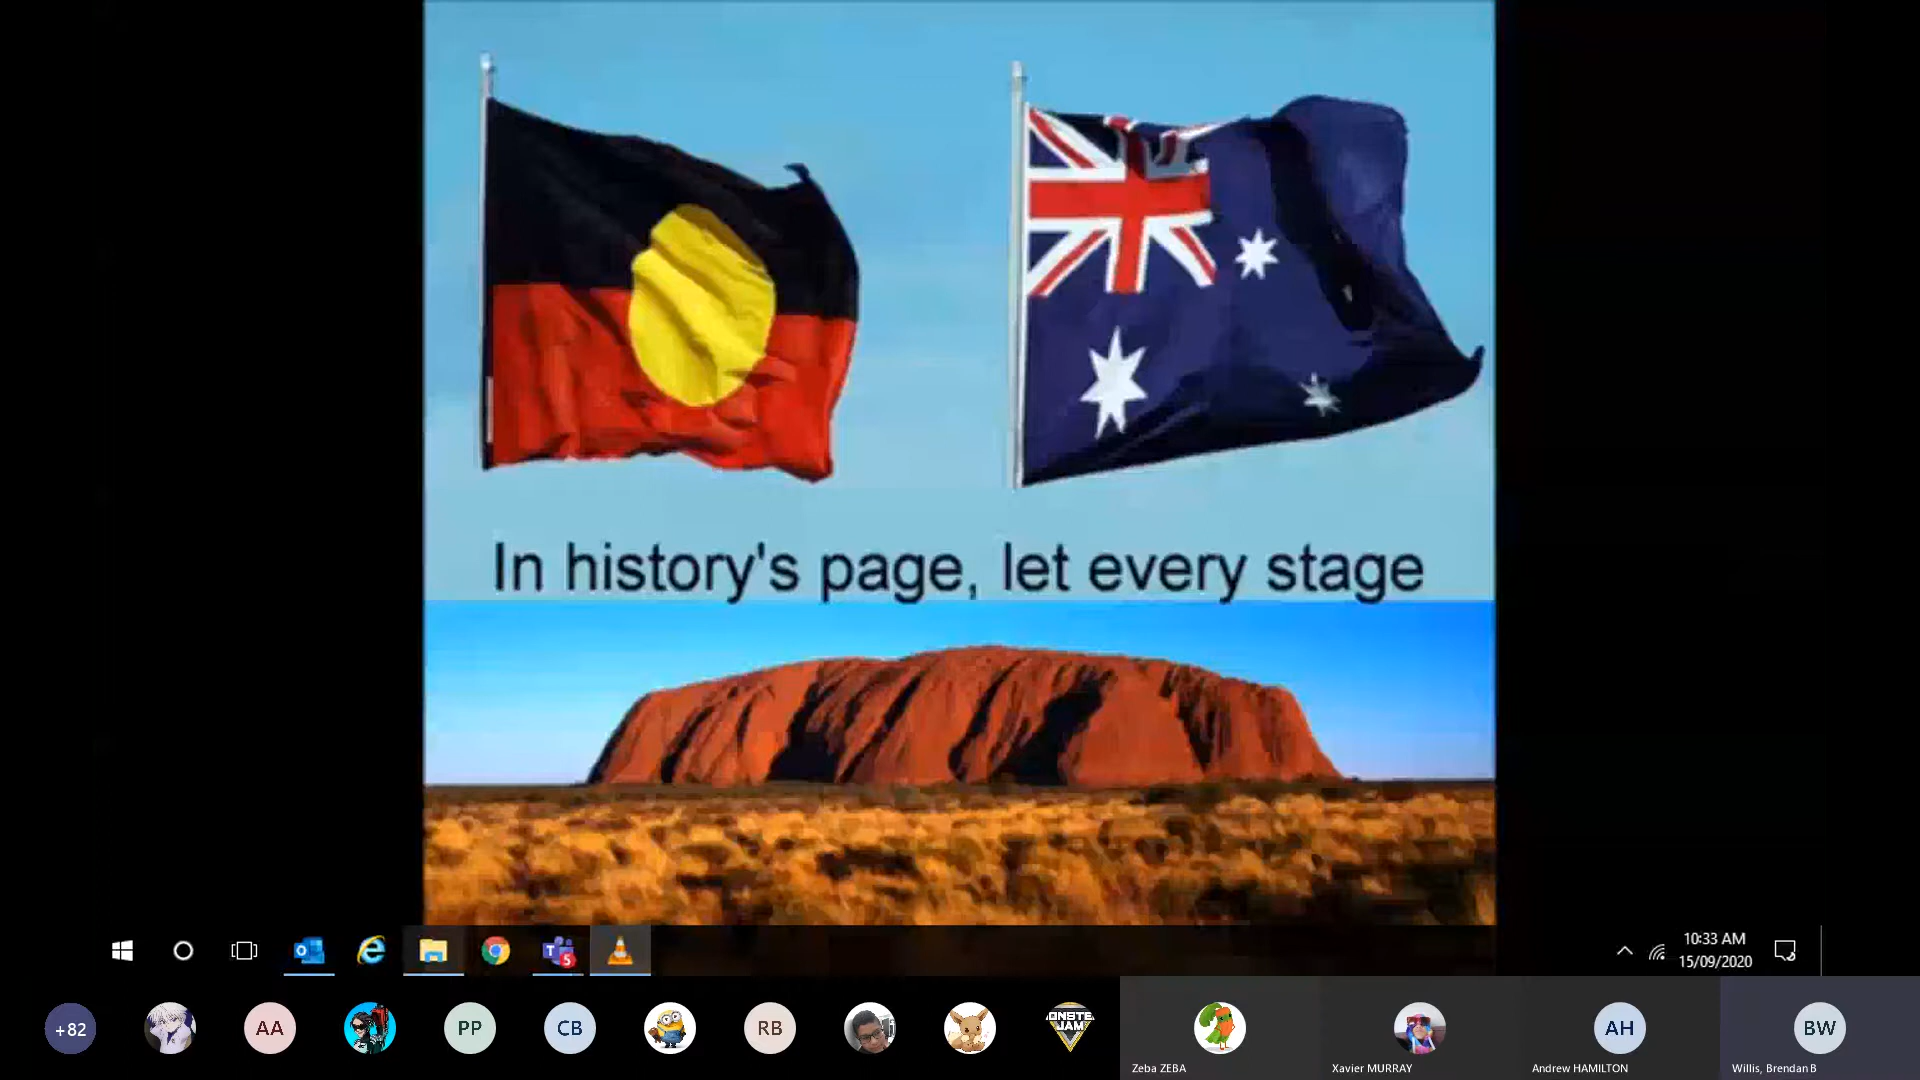 In history's page, let every stage
10:33 AM
15/09/2020
+82
AA
PP
CB
RB
JAM
AH
BW
Zeba ZEBA
Xavier MURRAY
Andrew HAMILTON
Willis, Brendan B